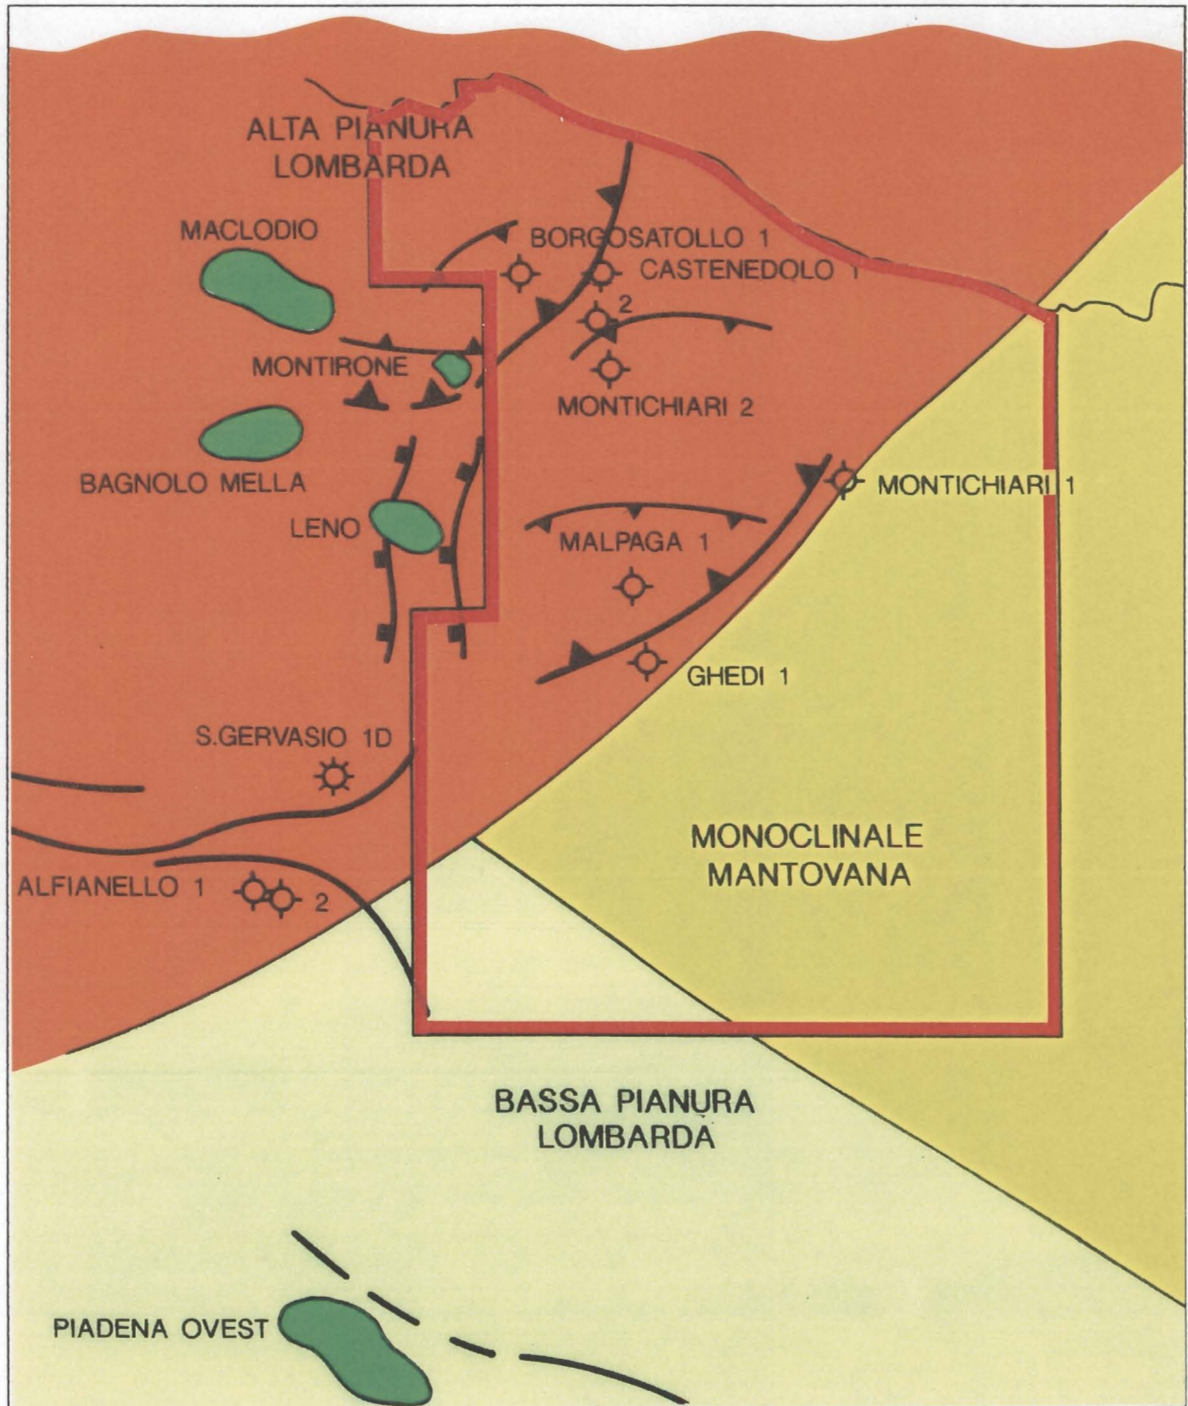 ALTA PIANURA
LOMBARDA
MACLODIO
BORGOSATOLLO 1
CASTENEDOLO 1
2
MONTIRONE
MONTICHIARI 2
BAGNOLO MELLA
MONTICHIARI 1
LENO
MALPAGA 1
GHEDI 1
S.GERVASIO 1D
MONOCLINALE
MANTOVANA
ALFIANELLO 1
2
BASSA PIANURA
LOMBARDA
PIADENA OVEST